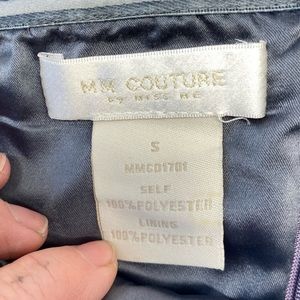 MM COUTURE
by MISS ME
S
MMCD1701
SELF
100%POLYESTER
LINING
100%POLYESTER